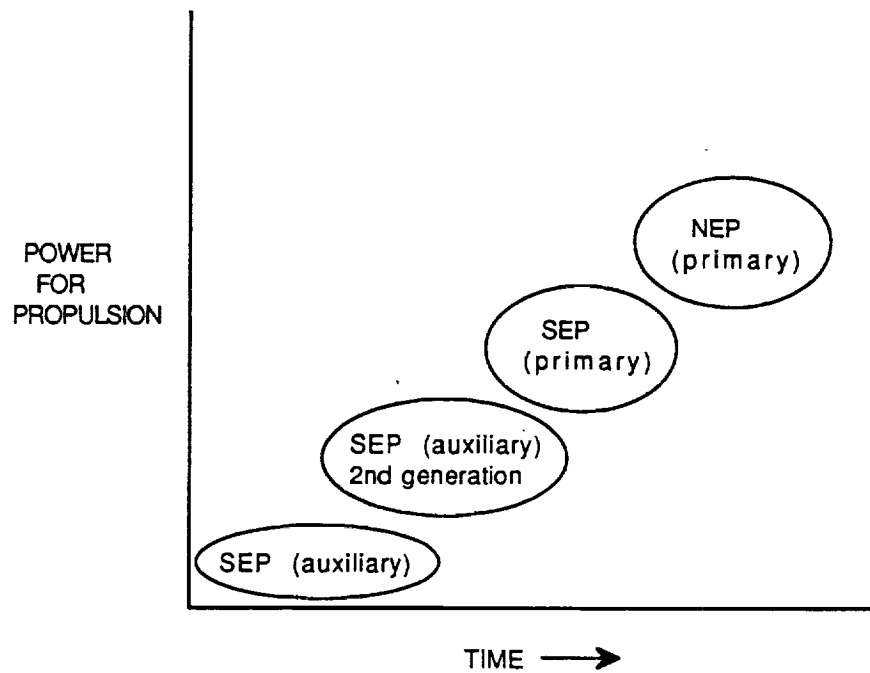 POWER
FOR
PROPULSION
NEP
(primary)
SEP
(primary)
SEP (auxiliary)
2nd generation
SEP (auxiliary)
TIME